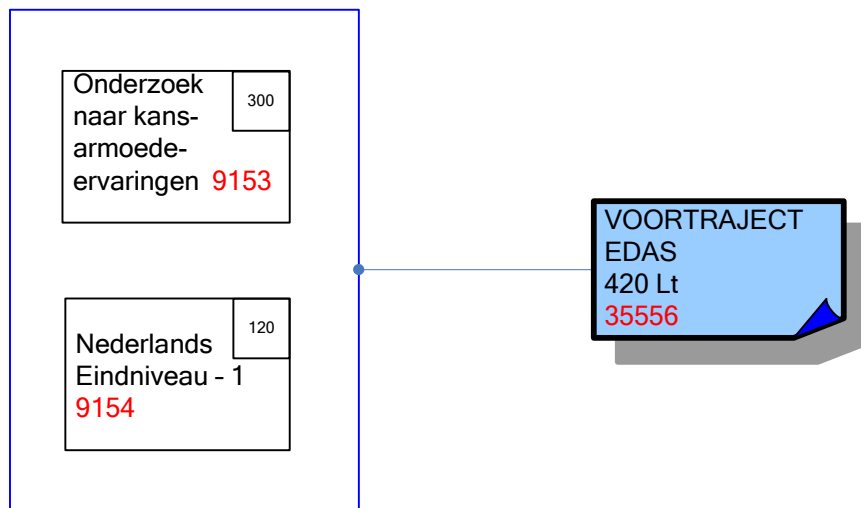 Onderzoek
naar kans-
armoede-
ervaringen 9153
300
Nederlands
Eindniveau - 1
9154
120
VOORTRAJECT
EDAS
420 Lt
35556